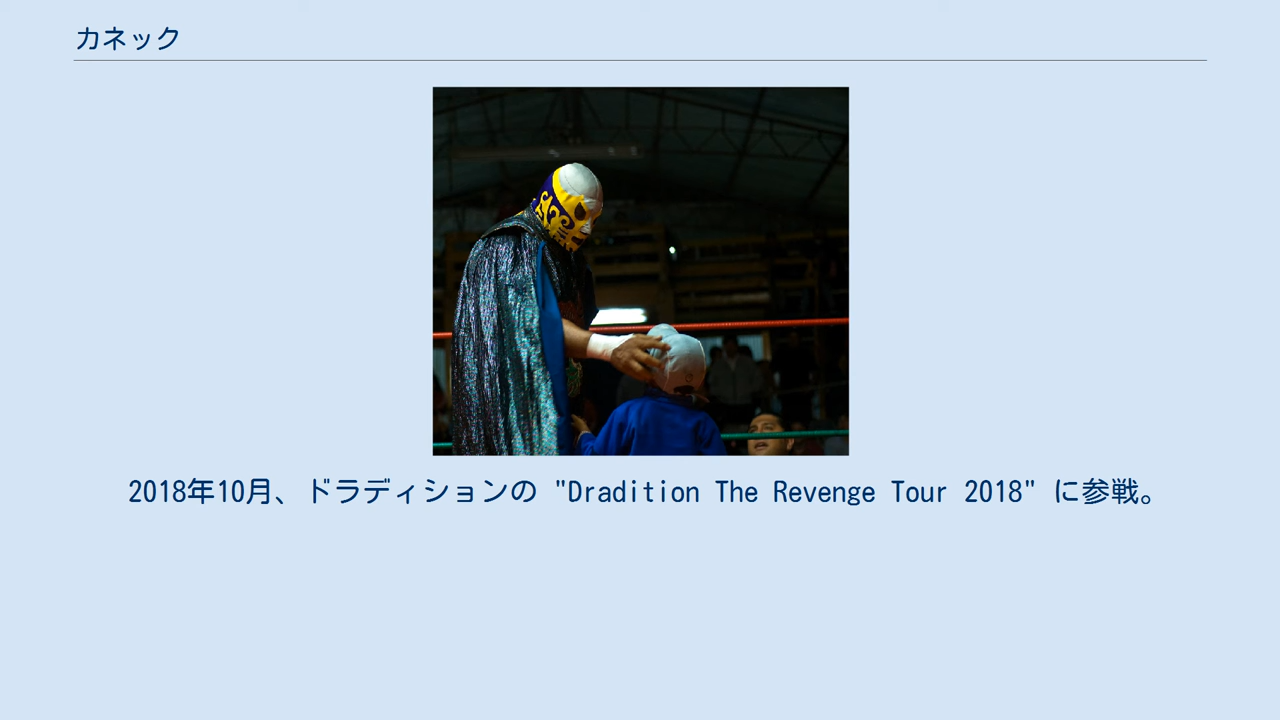 カネック
2018年10月、ドラディションの "Dradition The Revenge Tour 2018" に参戦。